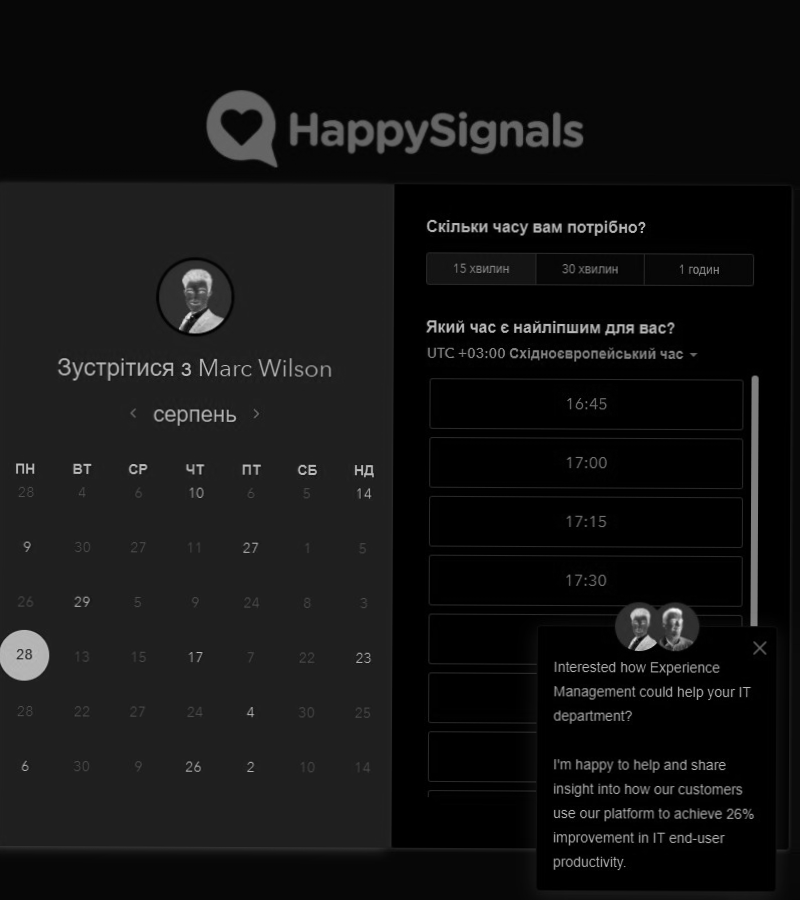 HappySignals
Зустрітися з Marc Wilson
серпень
ПН ВТ СР ЧТ ПТ СБ НД
28 4 6 10 6 5 14
9 30 27 11 27 1 5
26 29 5 9 24 8 3
28 13 15 17 7 22 23
28 22 27 24 4 30 25
6 30 9 26 2 10 14
Скільки часу вам потрібно?
15 хвилин 30 хвилин 1 годин
Який час є найліпшим для вас?
UTC +03:00 Східноєвропейський час
16:45
17:00
17:15
17:30
Interested how Experience
Management could help your IT
department?
I'm happy to help and share
insight into how our customers
use our platform to achieve 26%
improvement in IT end-user
productivity.